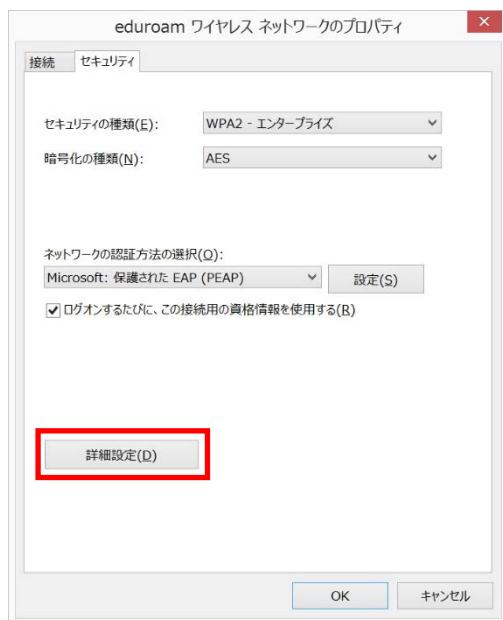 eduroam ワイヤレス ネットワークのプロパティ
接続 セキュリティ
セキュリティの種類(E): WPA2 - エンタープライズ
暗号化の種類(N): AES
ネットワークの認証方法の選択(O):
Microsoft: 保護された EAP (PEAP) 設定(S)
ログオンするたびに、この接続用の資格情報を使用する(R)
詳細設定(D)
OK キャンセル